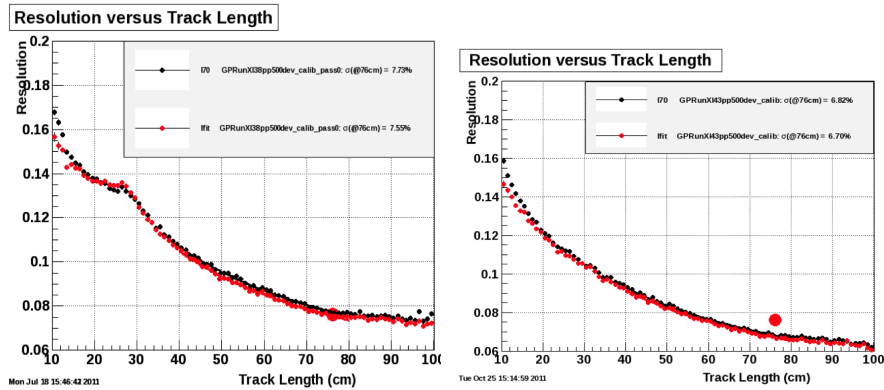 Resolution versus Track Length
Resolution
0.2
0.18
0.16
0.14
0.12
0.1
0.08
0.06
I70 GPRunXI38pp500dev_calib_pass0: σ(@76cm) = 7.73%
Ifit GPRunXI38pp500dev_calib_pass0: σ(@76cm) = 7.55%
10 20 30 40 50 60 70 80 90 100
Track Length (cm)
Mon Jul 18 15:46:42 2011
Resolution versus Track Length
Resolution
0.2
0.18
0.16
0.14
0.12
0.1
0.08
0.06
I70 GPRunXI43pp500dev_calib: σ(@76cm) = 6.82%
Ifit GPRunXI43pp500dev_calib: σ(@76cm) = 6.70%
10 20 30 40 50 60 70 80 90 100
Track Length (cm)
Tue Oct 25 15:14:59 2011